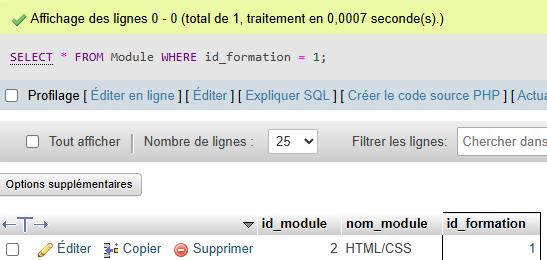 Affichage des lignes 0 - 0 (total de 1, traitement en 0,0007 seconde(s).)
SELECT * FROM Module WHERE id_formation = 1;
Profilage [ Éditer en ligne ] [ Éditer ] [ Expliquer SQL ] [ Créer le code source PHP ] [ Actua
Tout afficher | Nombre de lignes : 25 Filtrer les lignes: Chercher dans
Options supplémentaires
←T→ id_module nom_module id_formation
Éditer Copier Supprimer 2 HTML/CSS 1